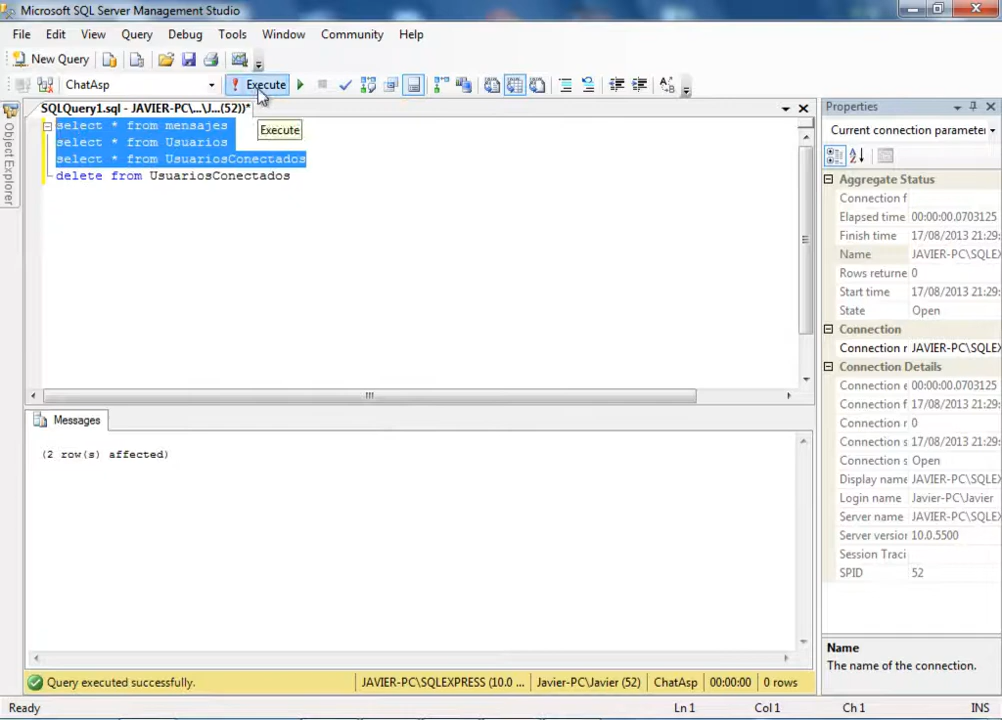 Microsoft SQL Server Management Studio
File Edit View Query Debug Tools Window Community Help
New Query
ChatAsp
Execute
SQLQuery1.sql - JAVIER-PC\...\J...(52))*
Execute
select * from mensajes
select * from Usuarios
select * from UsuariosConectados
delete from UsuariosConectados
Object Explorer
Messages
(2 row(s) affected)
Query executed successfully.
JAVIER-PC\SQLEXPRESS (10.0 ...
Javier-PC\Javier (52)
ChatAsp
00:00:00
0 rows
Properties
Current connection parameter
Aggregate Status
Connection f
Elapsed time 00:00:00.0703125
Finish time 17/08/2013 21:29:
Name JAVIER-PC\SQLEX
Rows returne 0
Start time 17/08/2013 21:29:
State Open
Connection
Connection r JAVIER-PC\SQLEX
Connection Details
Connection e 00:00:00.0703125
Connection f 17/08/2013 21:29:
Connection r 0
Connection s 17/08/2013 21:29:
Connection s Open
Display name JAVIER-PC\SQLEX
Login name Javier-PC\Javier
Server name JAVIER-PC\SQLEX
Server version 10.0.5500
Session Traci
SPID 52
Name
The name of the connection.
Ready
Ln 1 Col 1 Ch 1 INS